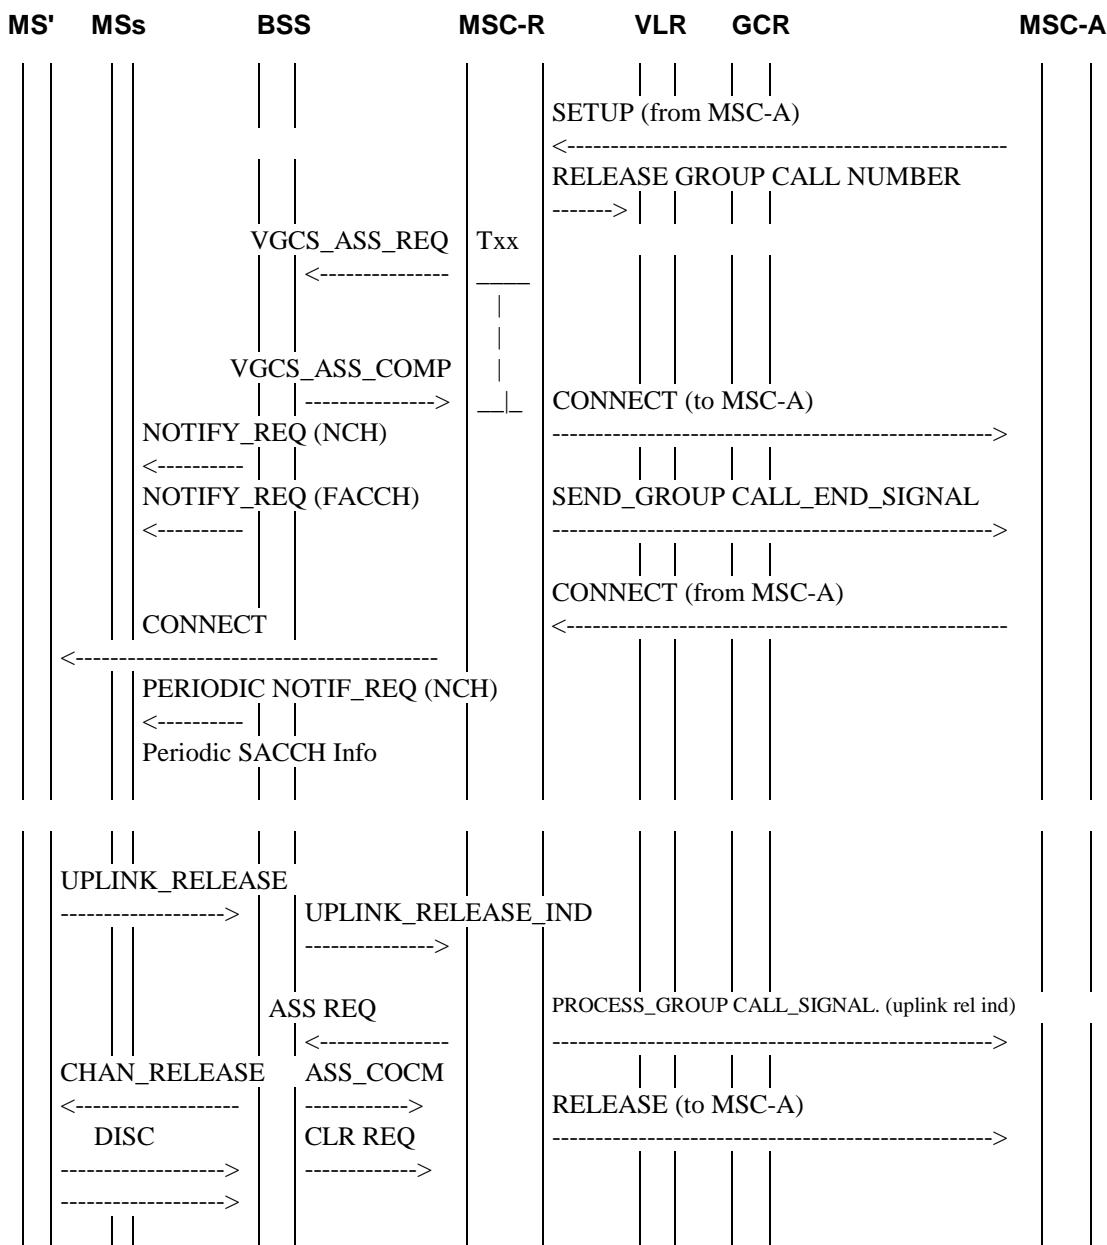 MS' MSs BSS MSC-R VLR GCR MSC-A
SETUP (from MSC-A)
<--------------------------------------------------
RELEASE GROUP CALL NUMBER
------->
VGCS_ASS_REQ Txx
<--------------- ____
|
|
VGCS_ASS_COMP |
---------------> __|_ CONNECT (to MSC-A)
NOTIFY_REQ (NCH) -------------------------------------------------->
<----------
NOTIFY_REQ (FACCH) SEND_GROUP CALL_END_SIGNAL
<---------- -------------------------------------------------->
CONNECT (from MSC-A)
CONNECT <--------------------------------------------------
<-----------------------------------------
PERIODIC NOTIF_REQ (NCH)
<----------
Periodic SACCH Info
UPLINK_RELEASE
-------------------> UPLINK_RELEASE_IND
--------------->
ASS REQ PROCESS_GROUP CALL_SIGNAL. (uplink rel ind)
<--------------- -------------------------------------------------->
CHAN_RELEASE ASS_COCM
<------------------- ------------> RELEASE (to MSC-A)
DISC CLR REQ -------------------------------------------------->
-------------------> ------------->
------------------->